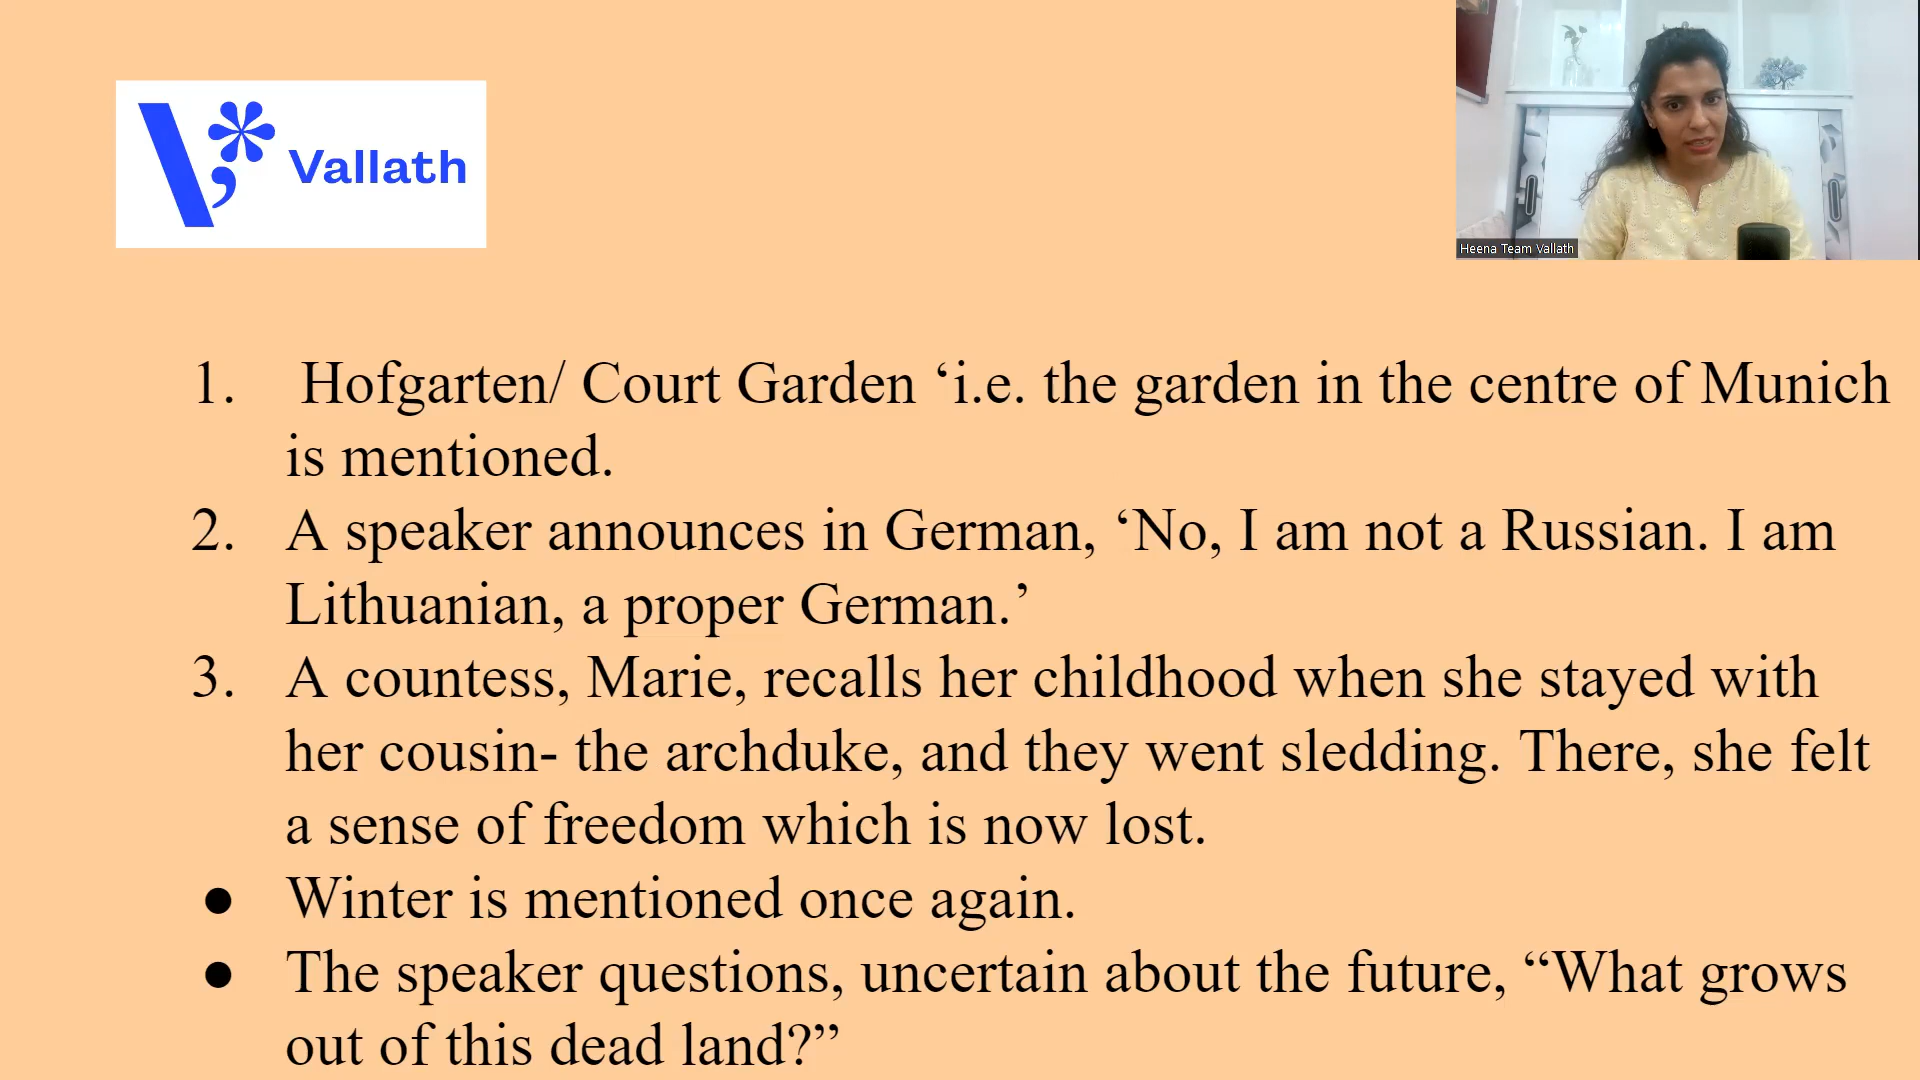 Vallath
Heena Team Vallath
1. Hofgarten/ Court Garden ‘i.e. the garden in the centre of Munich
is mentioned.
2. A speaker announces in German, ‘No, I am not a Russian. I am
Lithuanian, a proper German.’
3. A countess, Marie, recalls her childhood when she stayed with
her cousin- the archduke, and they went sledding. There, she felt
a sense of freedom which is now lost.
● Winter is mentioned once again.
● The speaker questions, uncertain about the future, “What grows
out of this dead land?”